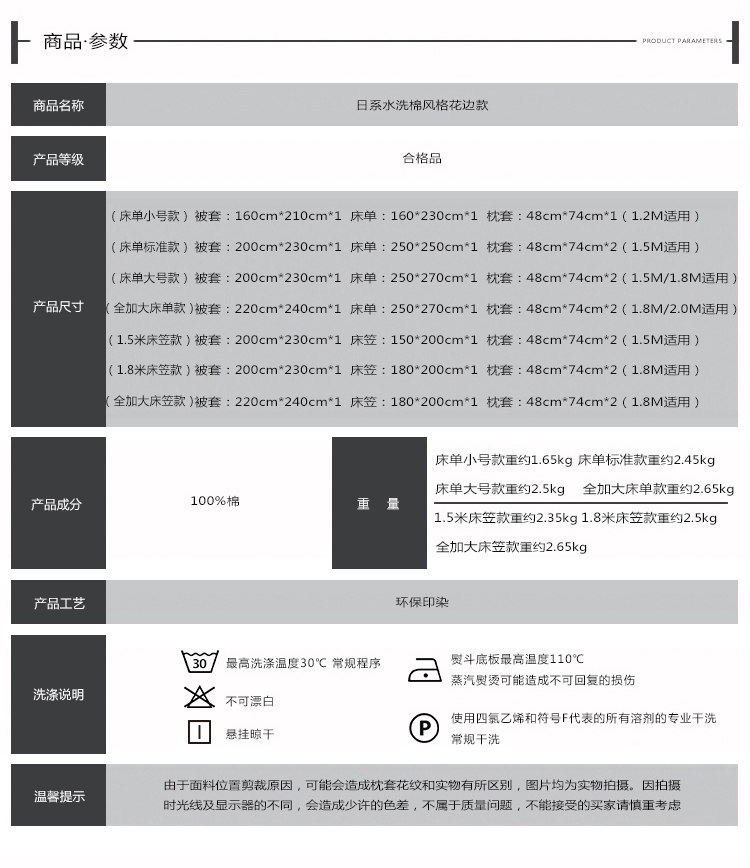 商品·参数
PRODUCT PARAMETERS
商品名称
日系水洗棉风格花边款
产品等级
合格品
产品尺寸
（床单小号款）被套：160cm*210cm*1 床单：160*230cm*1 枕套：48cm*74cm*1（1.2M适用）
（床单标准款）被套：200cm*230cm*1 床单：250*250cm*1 枕套：48cm*74cm*2（1.5M适用）
（床单大号款）被套：200cm*230cm*1 床单：250*270cm*1 枕套：48cm*74cm*2（1.5M/1.8M适用）
（全加大床单款）被套：220cm*240cm*1 床单：250*270cm*1 枕套：48cm*74cm*2（1.8M/2.0M适用）
（1.5米床笠款）被套：200cm*230cm*1 床笠：150*200cm*1 枕套：48cm*74cm*2（1.5M适用）
（1.8米床笠款）被套：200cm*230cm*1 床笠：180*200cm*1 枕套：48cm*74cm*2（1.8M适用）
（全加大床笠款）被套：220cm*240cm*1 床笠：180*200cm*1 枕套：48cm*74cm*2（1.8M适用）
产品成分
100%棉
重 量
床单小号款重约1.65kg 床单标准款重约2.45kg
床单大号款重约2.5kg 全加大床单款重约2.65kg
1.5米床笠款重约2.35kg 1.8米床笠款重约2.5kg
全加大床笠款重约2.65kg
产品工艺
环保印染
洗涤说明
30 最高洗涤温度30℃ 常规程序
不可漂白
悬挂晾干
熨斗底板最高温度110℃
蒸汽熨烫可能造成不可回复的损伤
P 使用四氯乙烯和符号F代表的所有溶剂的专业干洗
常规干洗
温馨提示
由于面料位置剪裁原因，可能会造成枕套花纹和实物有所区别，图片均为实物拍摄。因拍摄
时光线及显示器的不同，会造成少许的色差，不属于质量问题，不能接受的买家请慎重考虑